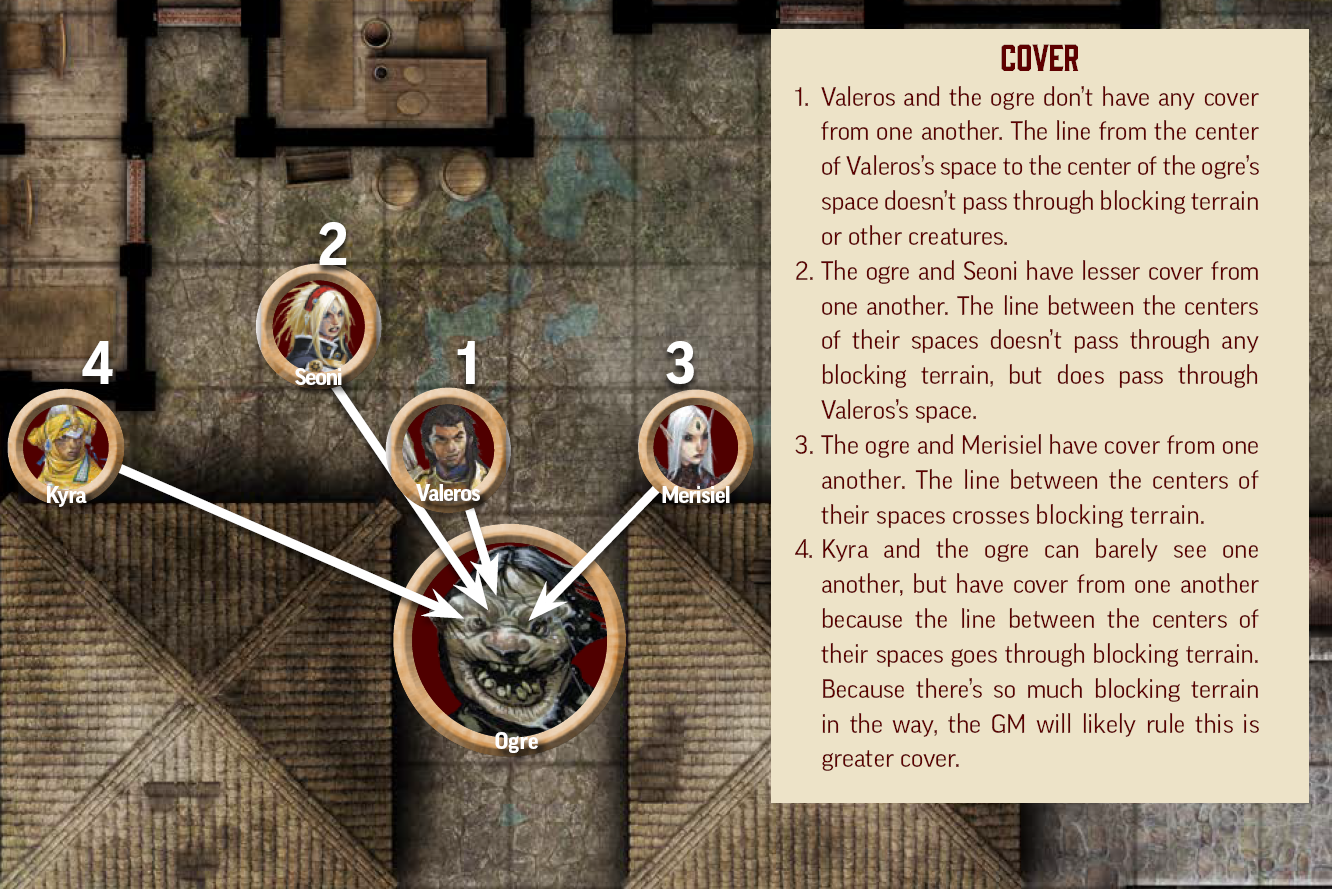 COVER
1. Valeros and the ogre don't have any cover
from one another. The line from the center
of Valeros's space to the center of the ogre's
space doesn't pass through blocking terrain
or other creatures.
2. The ogre and Seoni have lesser cover from
one another. The line between the centers
of their spaces doesn't pass through any
blocking terrain, but does pass through
Valeros's space.
3. The ogre and Merisiel have cover from one
another. The line between the centers of
their spaces crosses blocking terrain.
4. Kyra and the ogre can barely see one
another, but have cover from one another
because the line between the centers of
their spaces goes through blocking terrain.
Because there's so much blocking terrain
in the way, the GM will likely rule this is
greater cover.
2
Seoni
4
1
3
Kyra
Valeros
Merisiel
Ogre